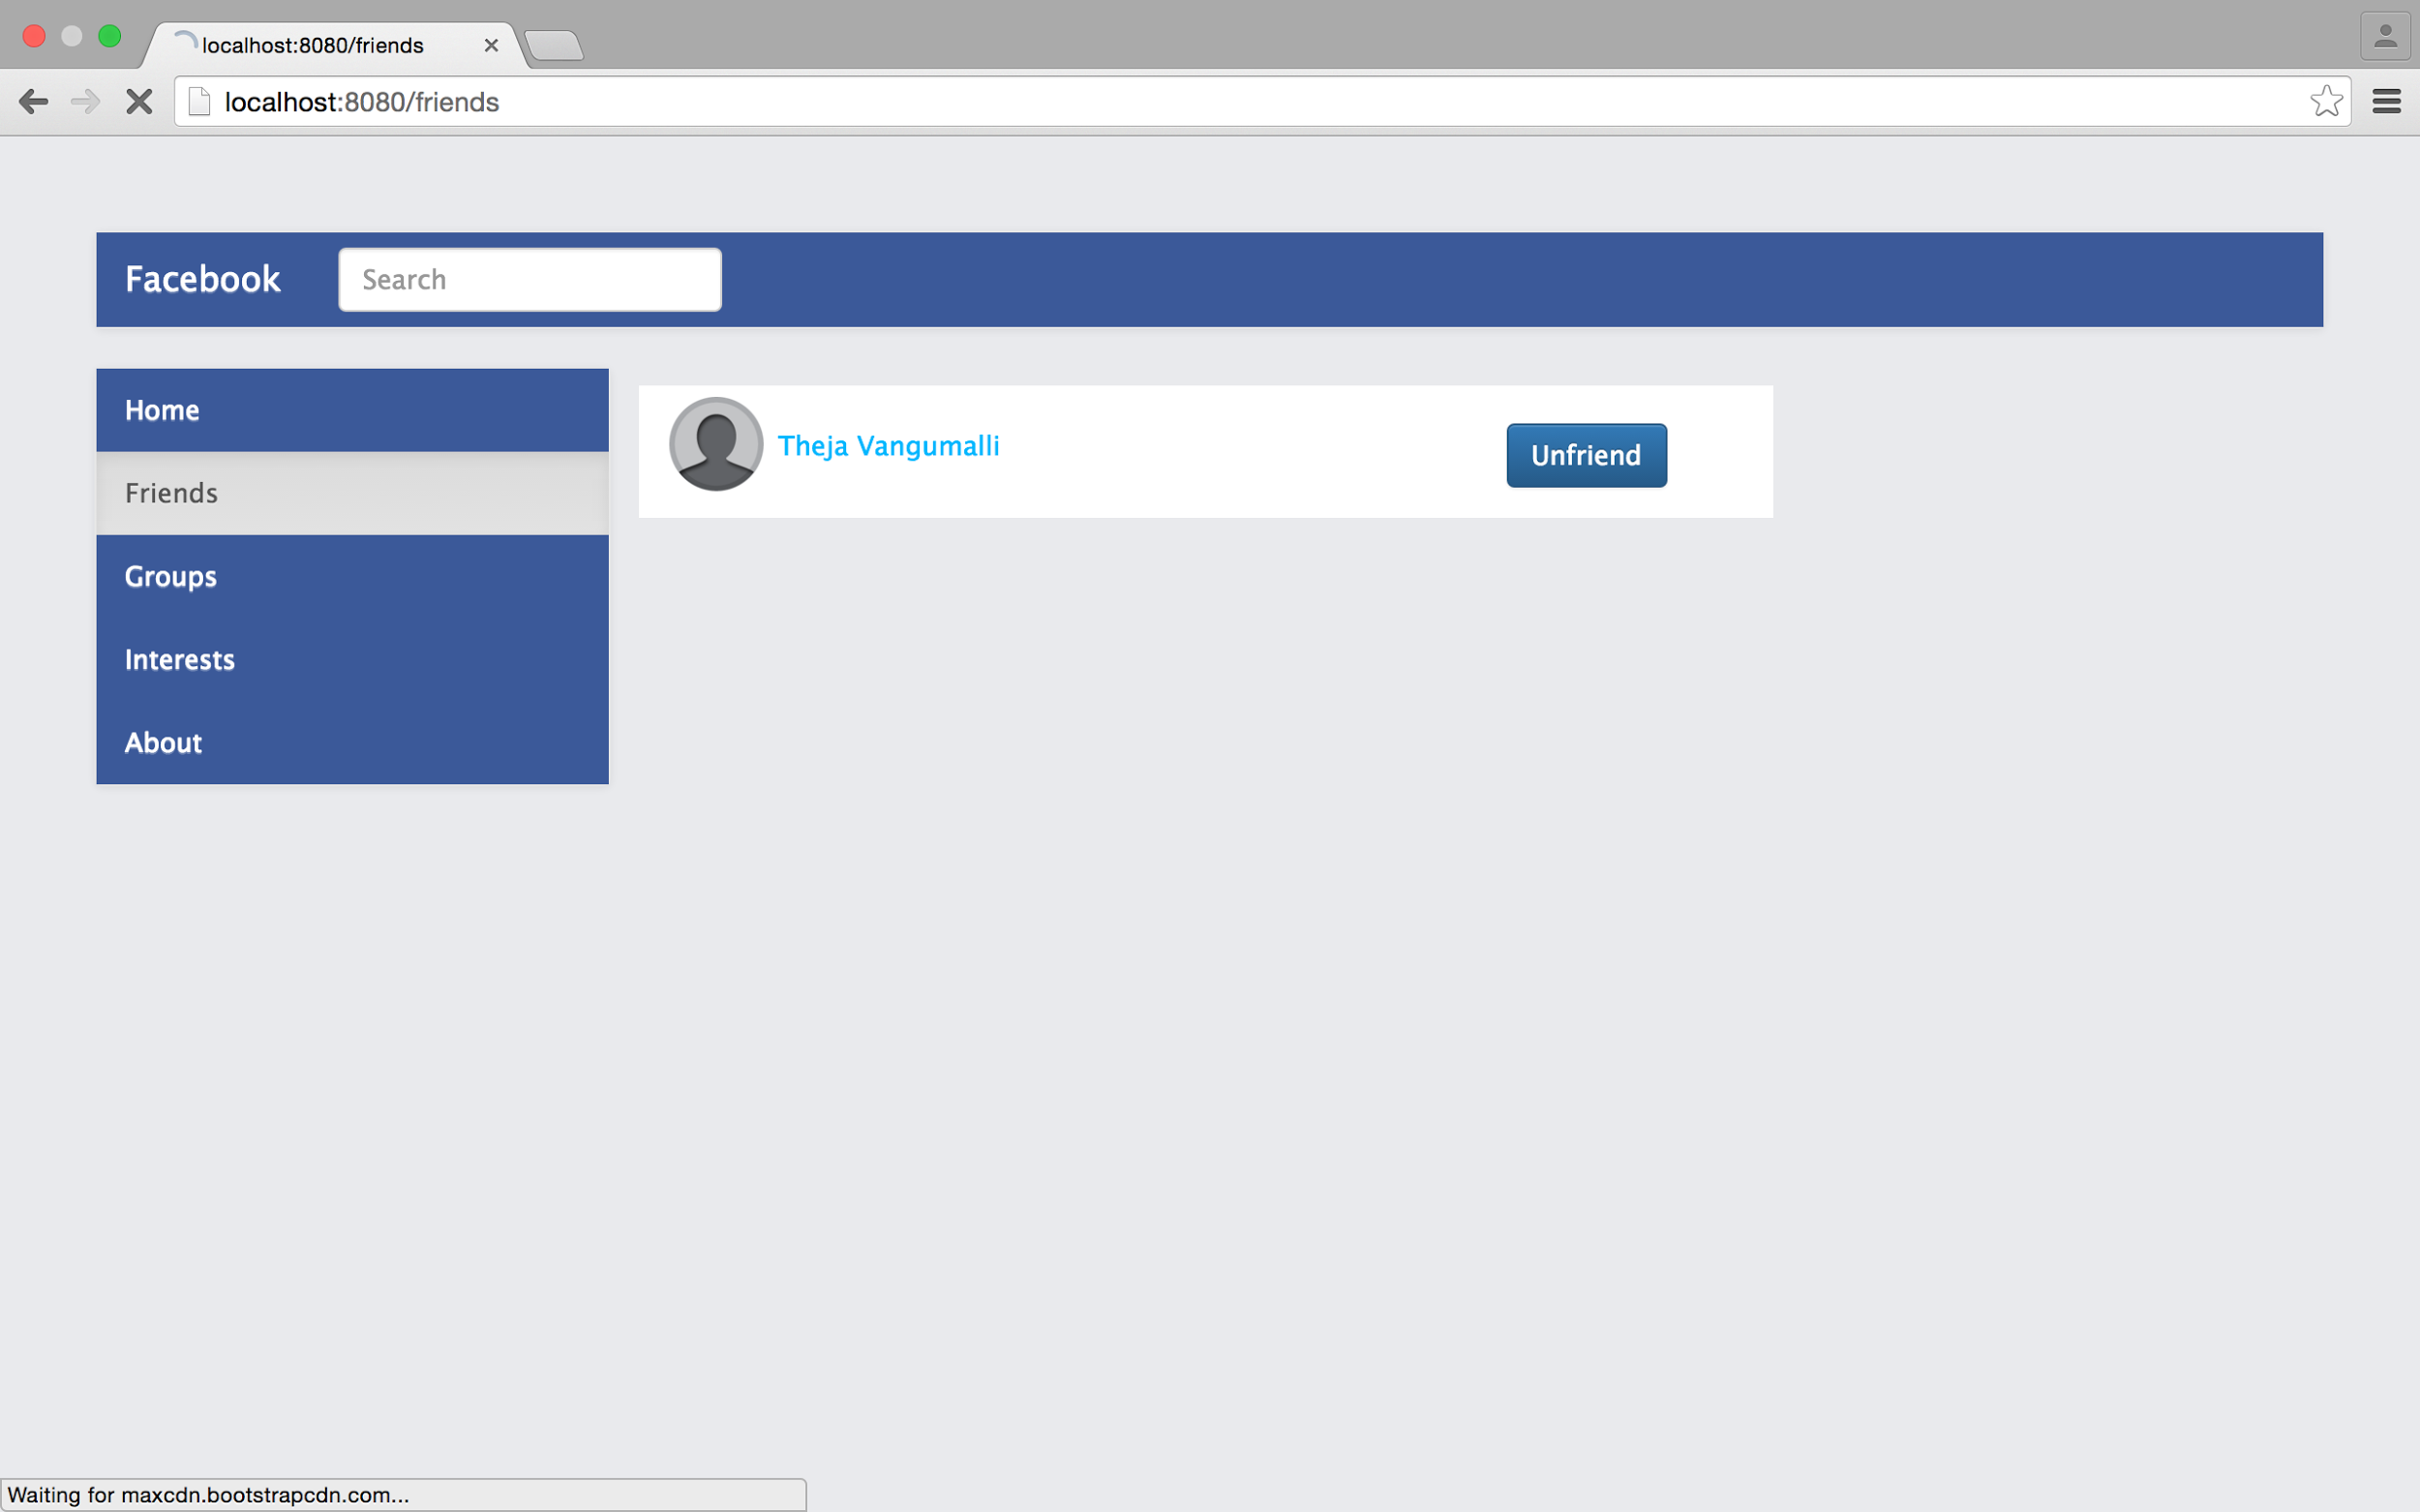 localhost:8080/friends
localhost:8080/friends
Facebook
Search
Home
Theja Vangumalli
Unfriend
Friends
Groups
Interests
About
Waiting for maxcdn.bootstrapcdn.com...